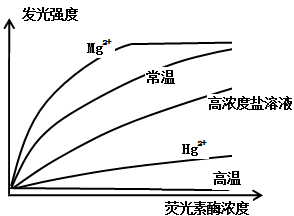 发光强度
Mg²⁺
常温
高浓度盐溶液
Hg²⁺
高温
荧光素酶浓度